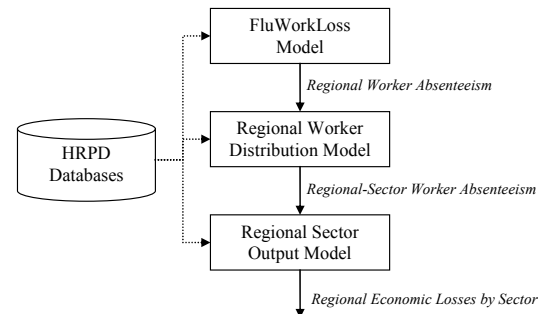 FluWorkLoss
Model
Regional Worker Absenteeism
HRPD
Databases
Regional Worker
Distribution Model
Regional-Sector Worker Absenteeism
Regional Sector
Output Model
Regional Economic Losses by Sector